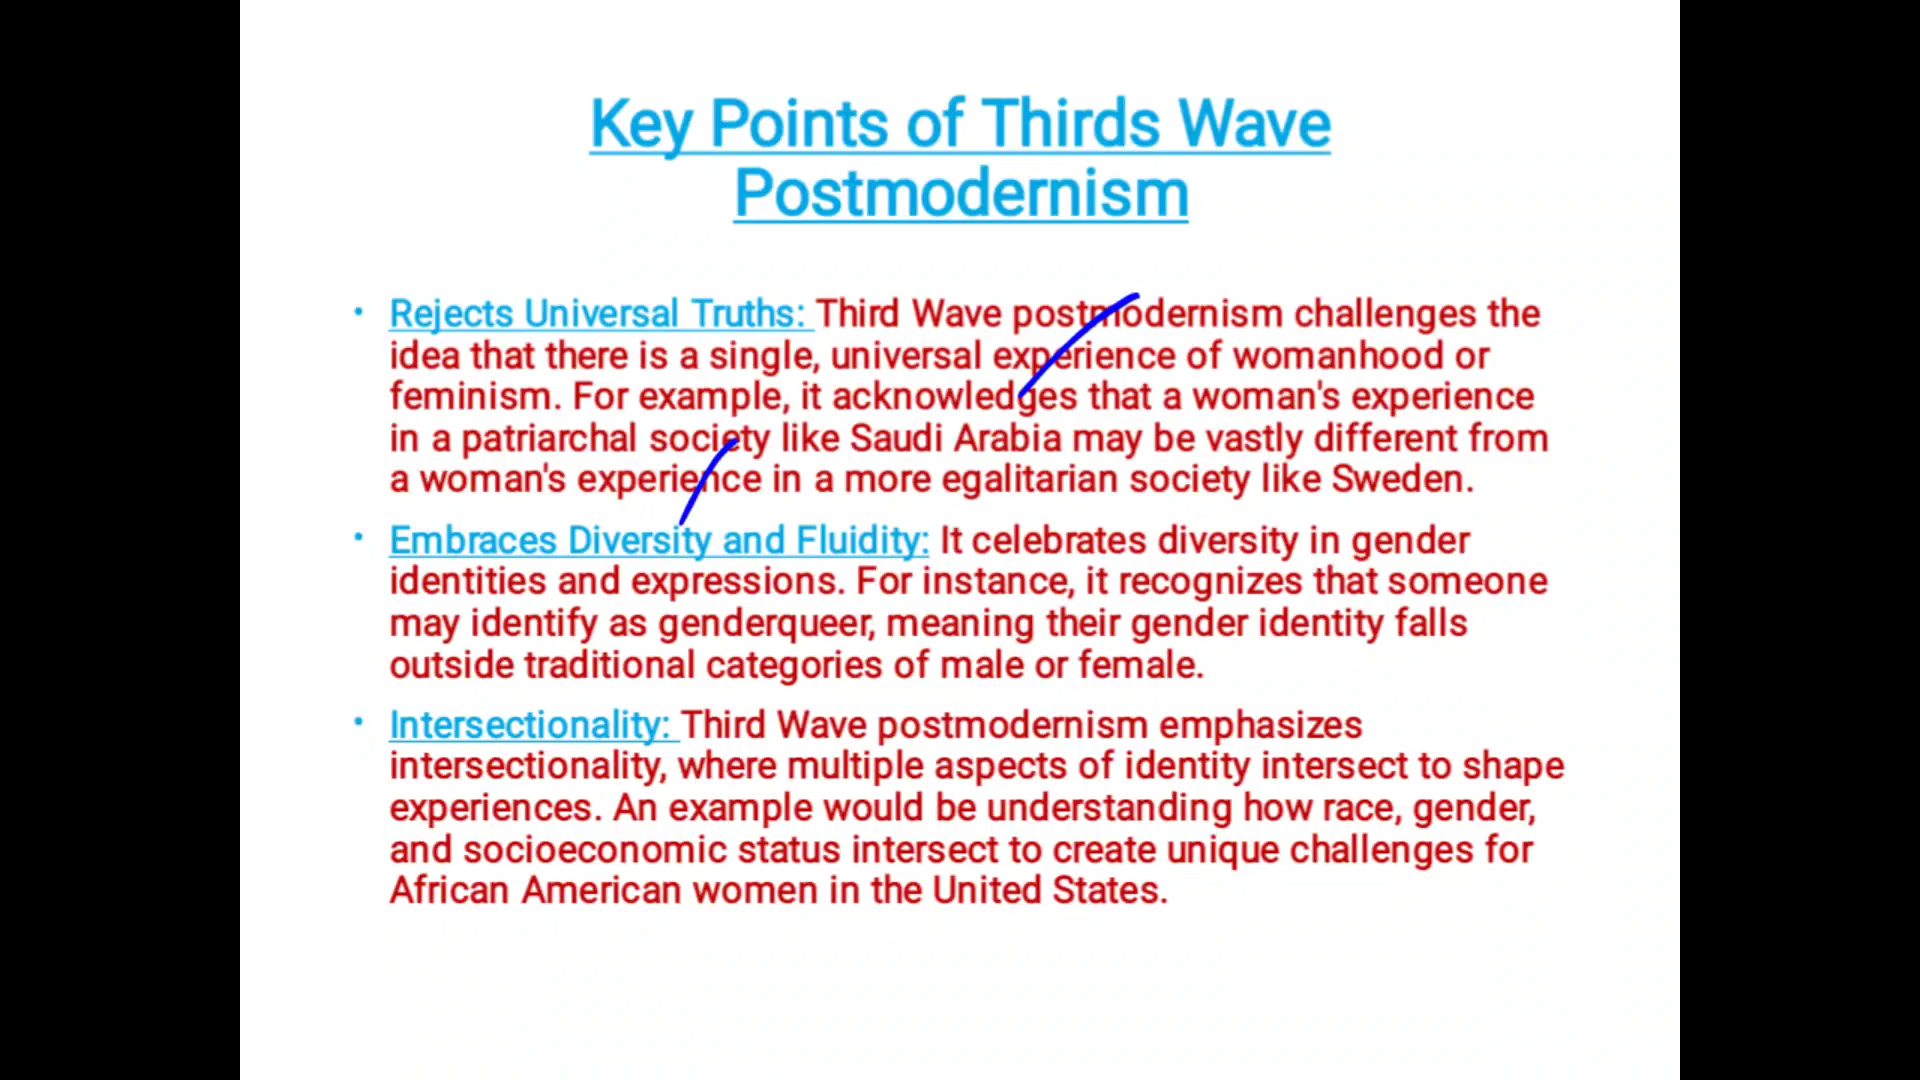 Key Points of Thirds Wave
Postmodernism
• Rejects Universal Truths: Third Wave postmodernism challenges the
idea that there is a single, universal experience of womanhood or
feminism. For example, it acknowledges that a woman's experience
in a patriarchal society like Saudi Arabia may be vastly different from
a woman's experience in a more egalitarian society like Sweden.
• Embraces Diversity and Fluidity: It celebrates diversity in gender
identities and expressions. For instance, it recognizes that someone
may identify as genderqueer, meaning their gender identity falls
outside traditional categories of male or female.
• Intersectionality: Third Wave postmodernism emphasizes
intersectionality, where multiple aspects of identity intersect to shape
experiences. An example would be understanding how race, gender,
and socioeconomic status intersect to create unique challenges for
African American women in the United States.